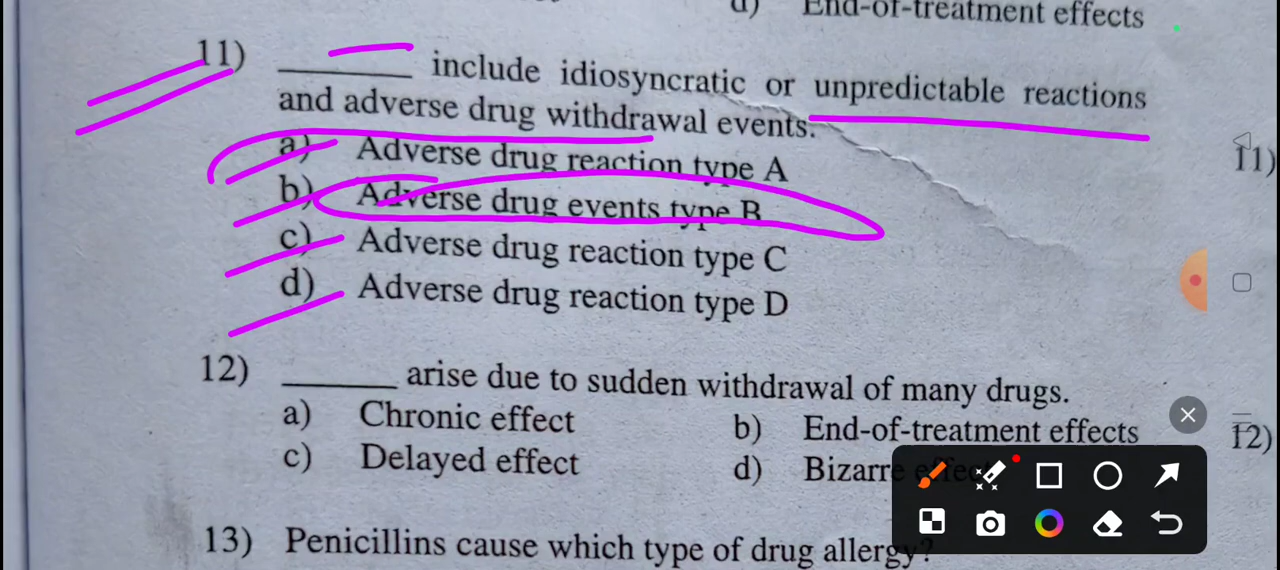 d) End-of-treatment effects
11) ______ include idiosyncratic or unpredictable reactions
and adverse drug withdrawal events.
a) Adverse drug reaction type A
b) Adverse drug events type B
c) Adverse drug reaction type C
d) Adverse drug reaction type D
11)
12) ______ arise due to sudden withdrawal of many drugs.
a) Chronic effect b) End-of-treatment effects
c) Delayed effect d) Bizarre effect
12)
13) Penicillins cause which type of drug allergy?